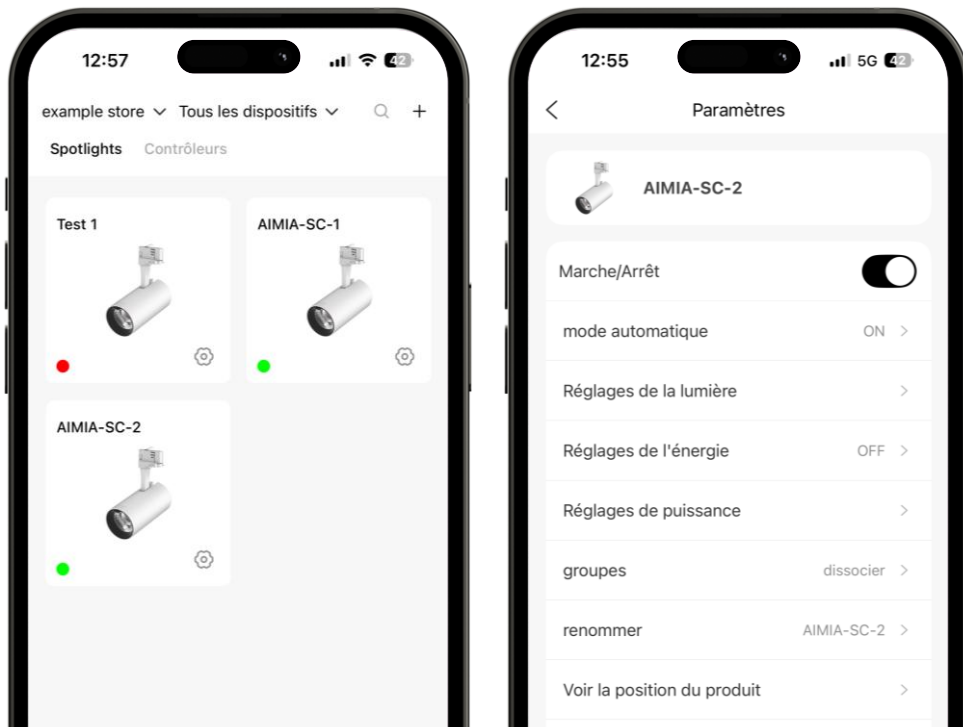 12:57
42
example store Tous les dispositifs
Spotlights Contrôleurs
Test 1
AIMIA-SC-1
AIMIA-SC-2
12:55
5G 42
Paramètres
AIMIA-SC-2
Marche/Arrêt
mode automatique ON
Réglages de la lumière
Réglages de l'énergie OFF
Réglages de puissance
groupes dissocier
renommer AIMIA-SC-2
Voir la position du produit